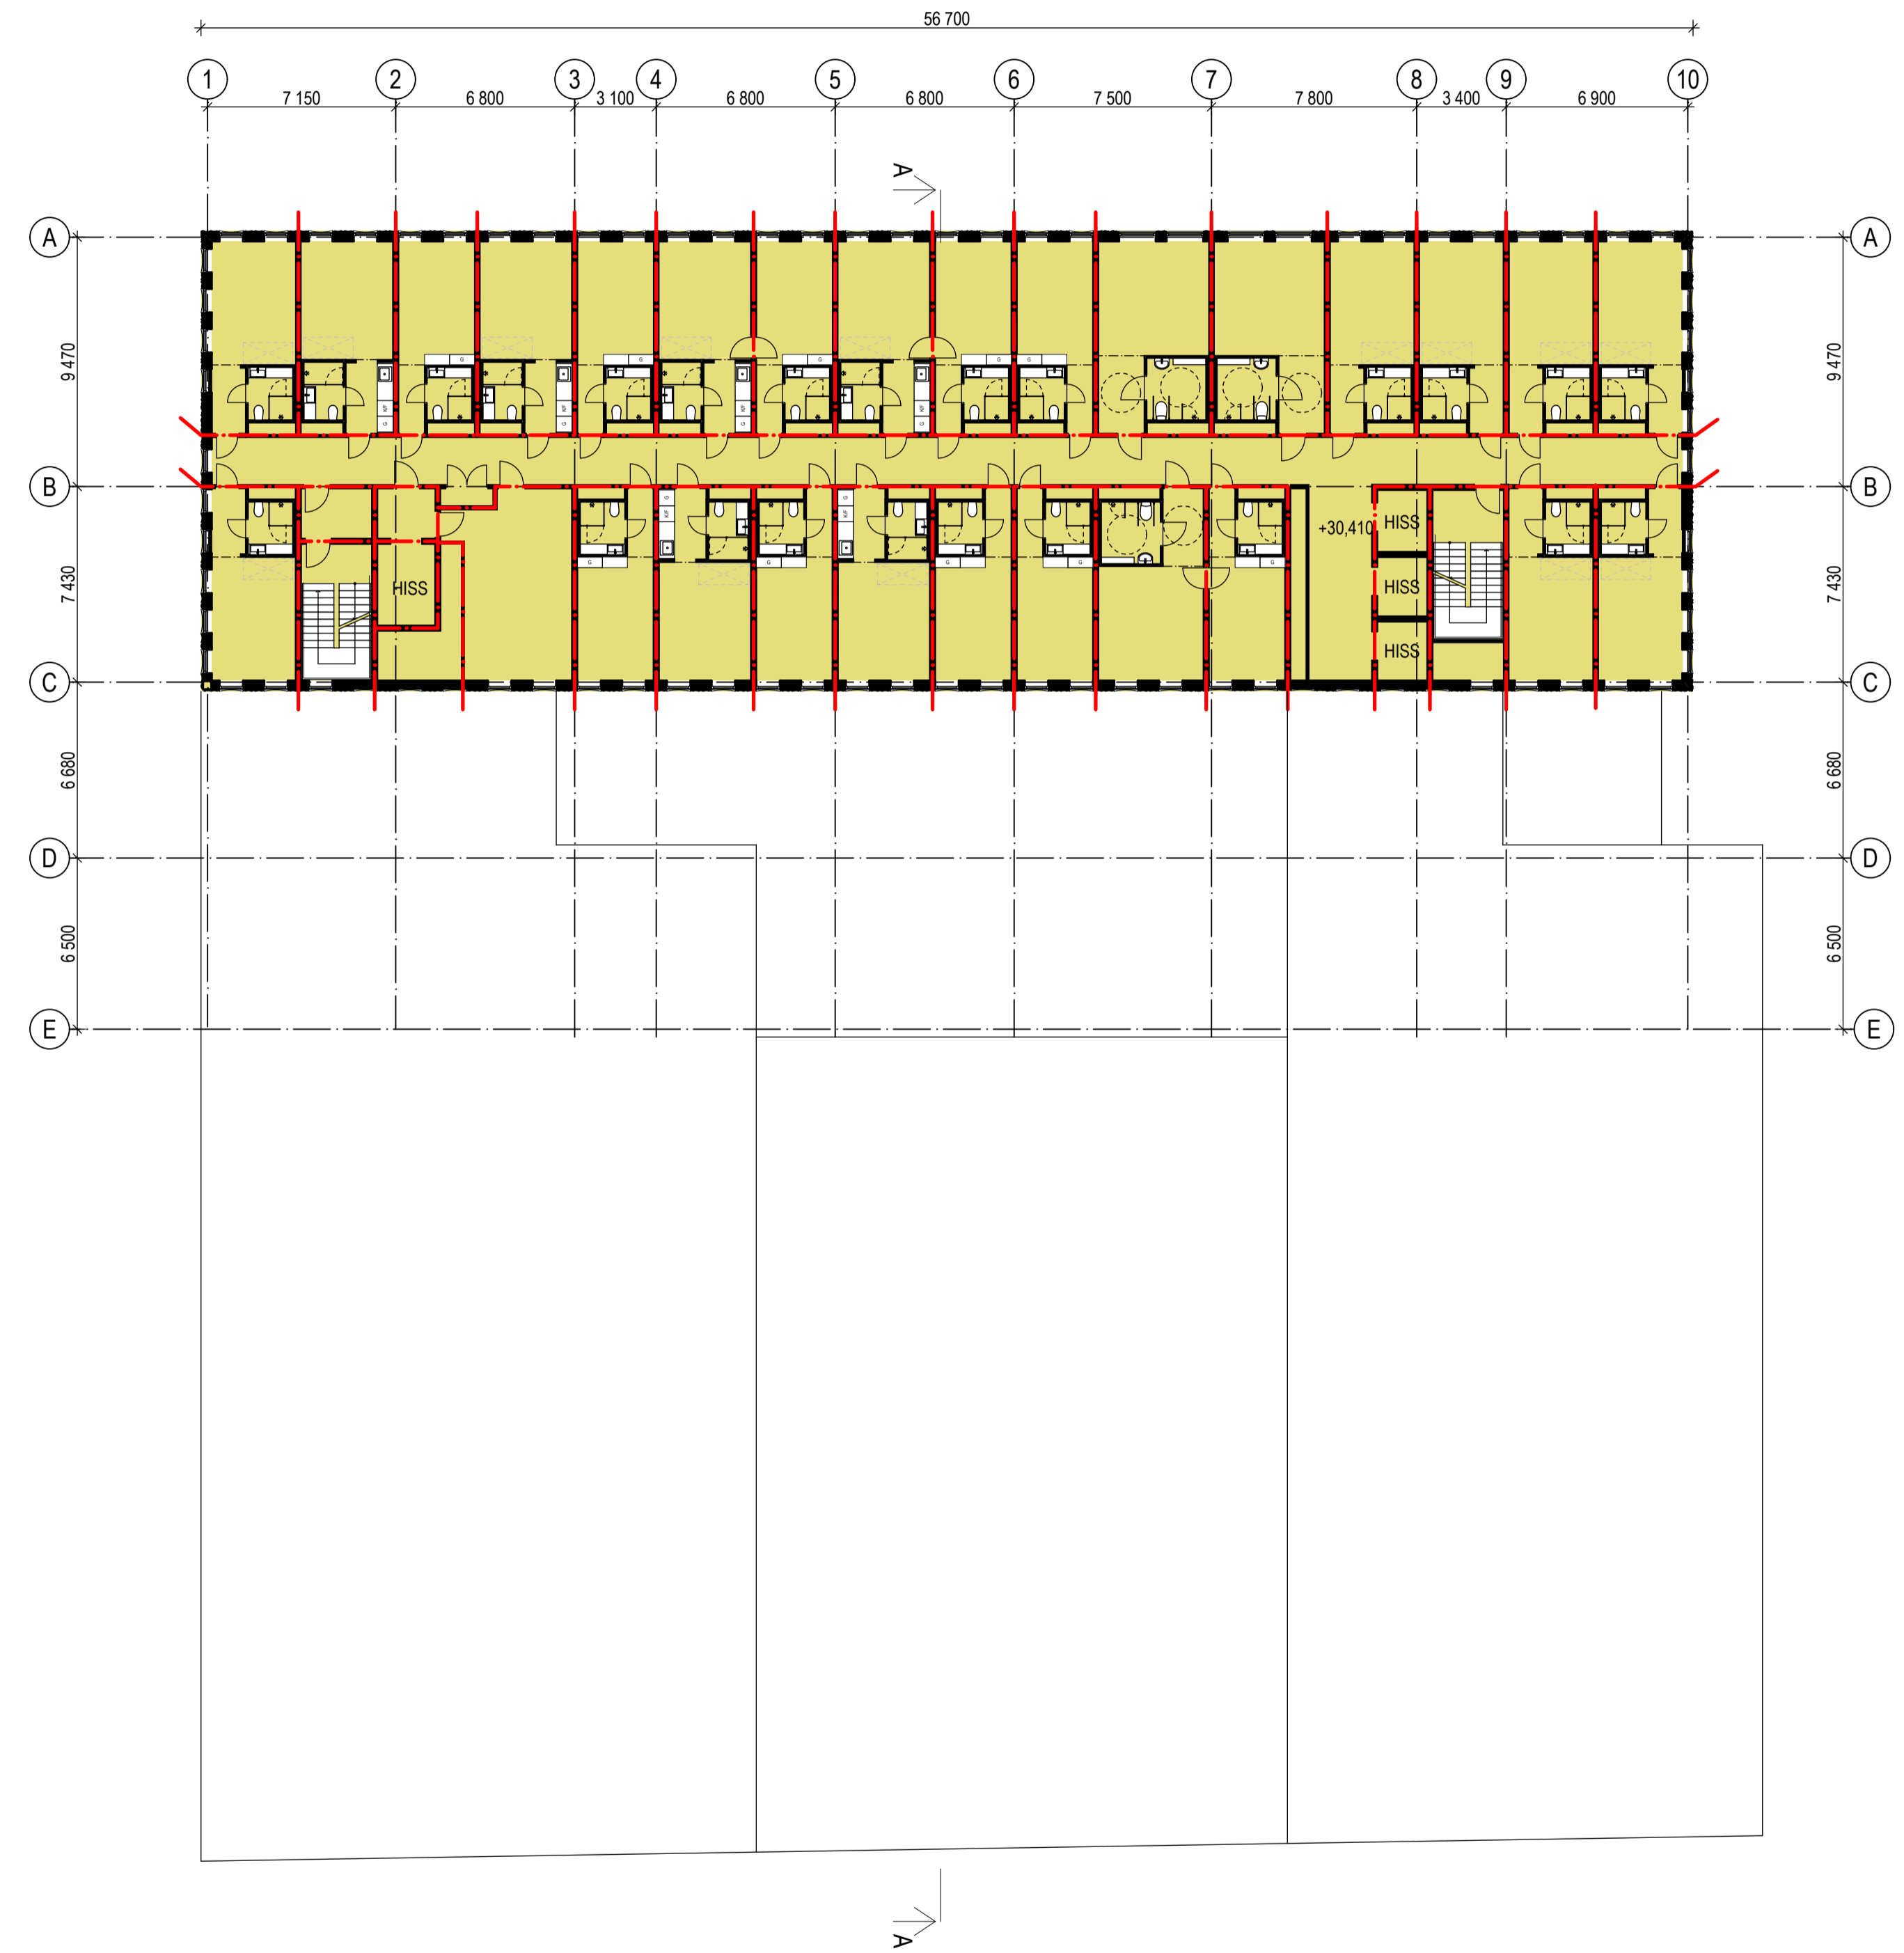 56 700
1 2 3 4 5 6 7 8 9 10
7 150 6 800 3 100 6 800 6 800 7 500 7 800 3 400 6 900
A
A A
9 470 9 470
G G G G G G
K/F K/F K/F K/F
G G G G
B B
G G
K/F K/F
+30,410 HISS
HISS HISS
G G G G G G
7 430 7 430
HISS
C C
6 680 6 680
D D
6 500 6 500
E E
A